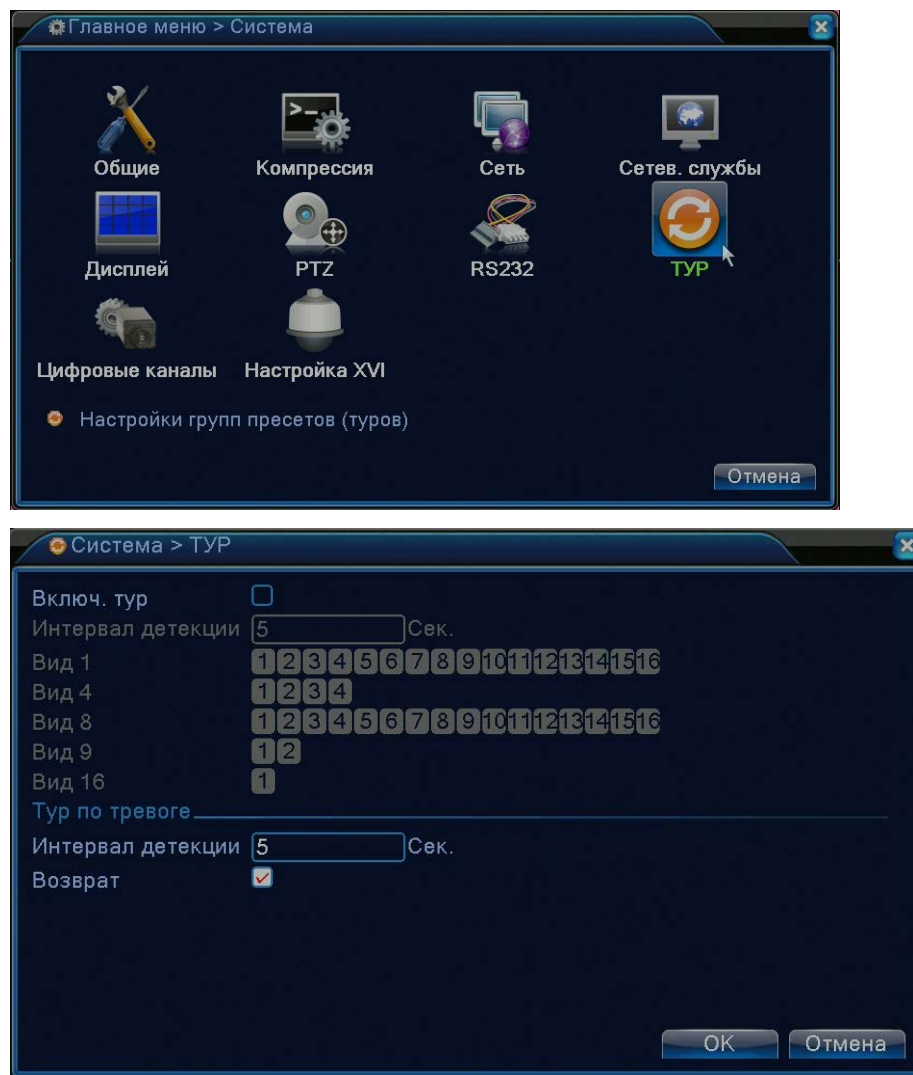 Главное меню > Система
Общие Компрессия Сеть Сетев. службы
Дисплей PTZ RS232 ТУР
Цифровые каналы Настройка XVI
Настройки групп пресетов (туров)
Отмена
Система > ТУР
Включ. тур
Интервал детекции 5 Сек.
Вид 1 1 2 3 4 5 6 7 8 9 10 11 12 13 14 15 16
Вид 4 1 2 3 4
Вид 8 1 2 3 4 5 6 7 8 9 10 11 12 13 14 15 16
Вид 9 1 2
Вид 16 1
Тур по тревоге
Интервал детекции 5 Сек.
Возврат
OK Отмена